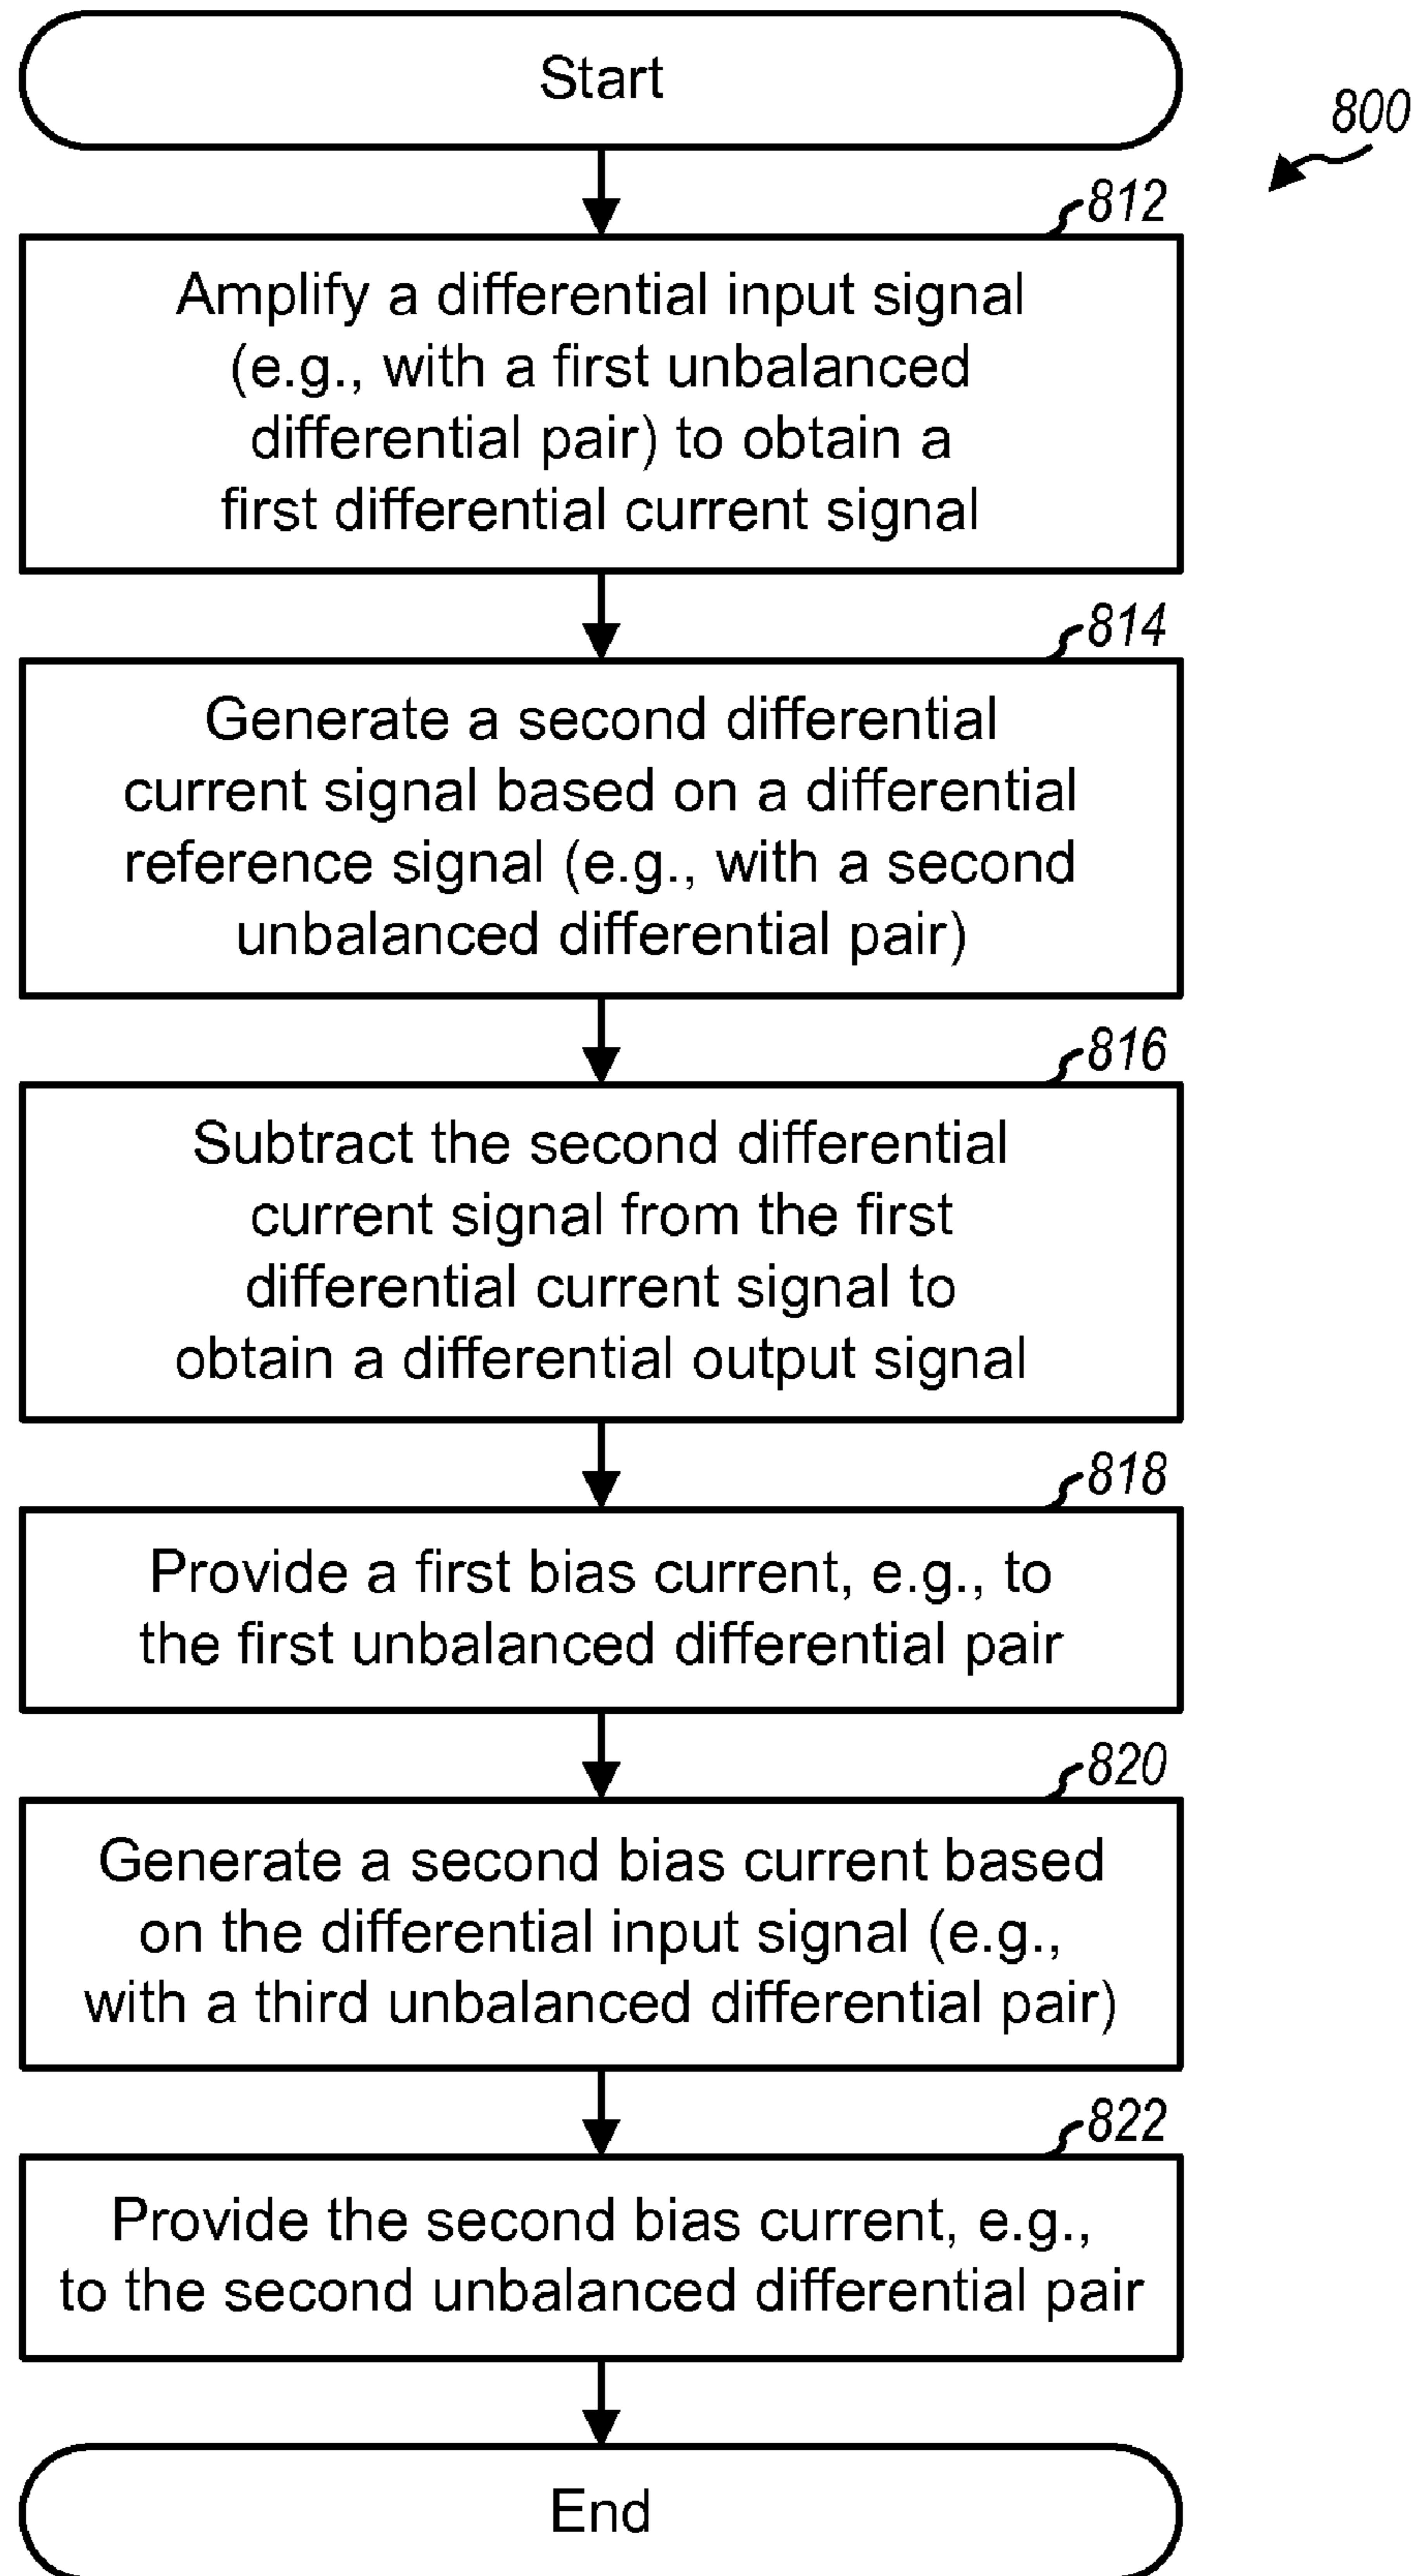 Start
800
812
Amplify a differential input signal
(e.g., with a first unbalanced
differential pair) to obtain a
first differential current signal
814
Generate a second differential
current signal based on a differential
reference signal (e.g., with a second
unbalanced differential pair)
816
Subtract the second differential
current signal from the first
differential current signal to
obtain a differential output signal
818
Provide a first bias current, e.g., to
the first unbalanced differential pair
820
Generate a second bias current based
on the differential input signal (e.g.,
with a third unbalanced differential pair)
822
Provide the second bias current, e.g.,
to the second unbalanced differential pair
End